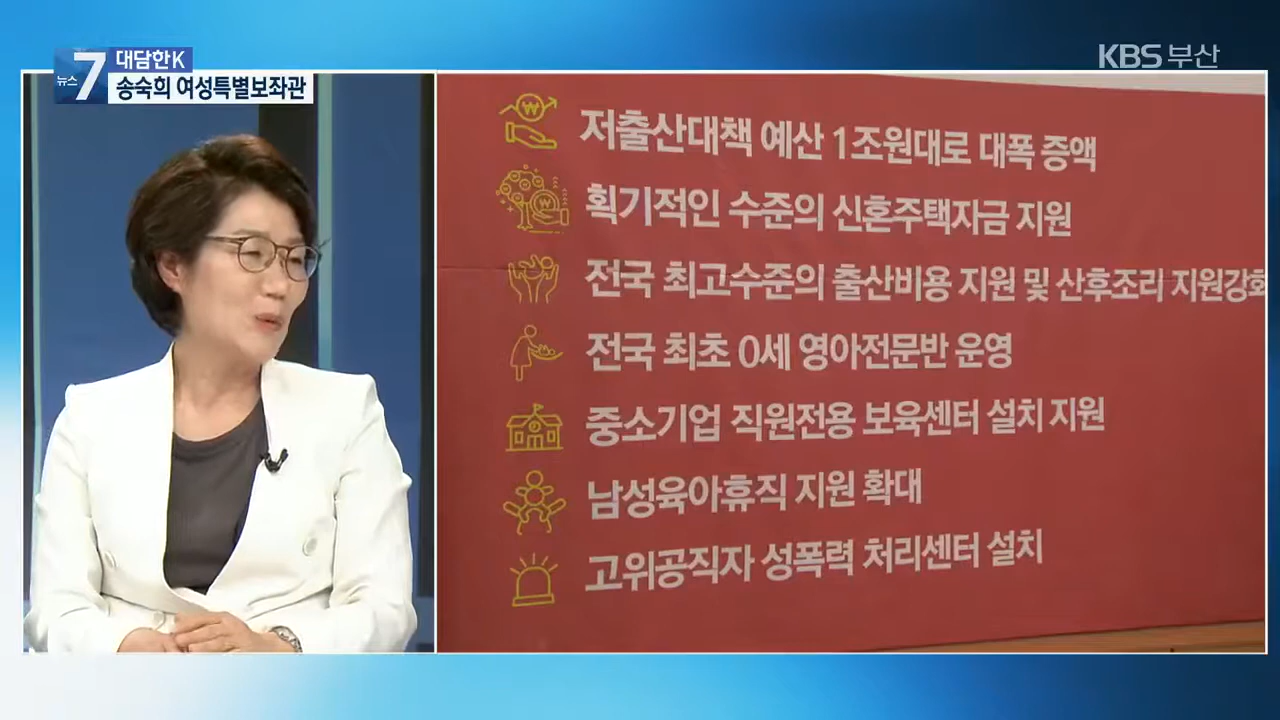 대담한K
뉴스 7
송숙희 여성특별보좌관
KBS 부산
저출산대책 예산 1조원대로 대폭 증액
획기적인 수준의 신혼주택자금 지원
전국 최고수준의 출산비용 지원 및 산후조리 지원강화
전국 최초 0세 영아전문반 운영
중소기업 직원전용 보육센터 설치 지원
남성육아휴직 지원 확대
고위공직자 성폭력 처리센터 설치